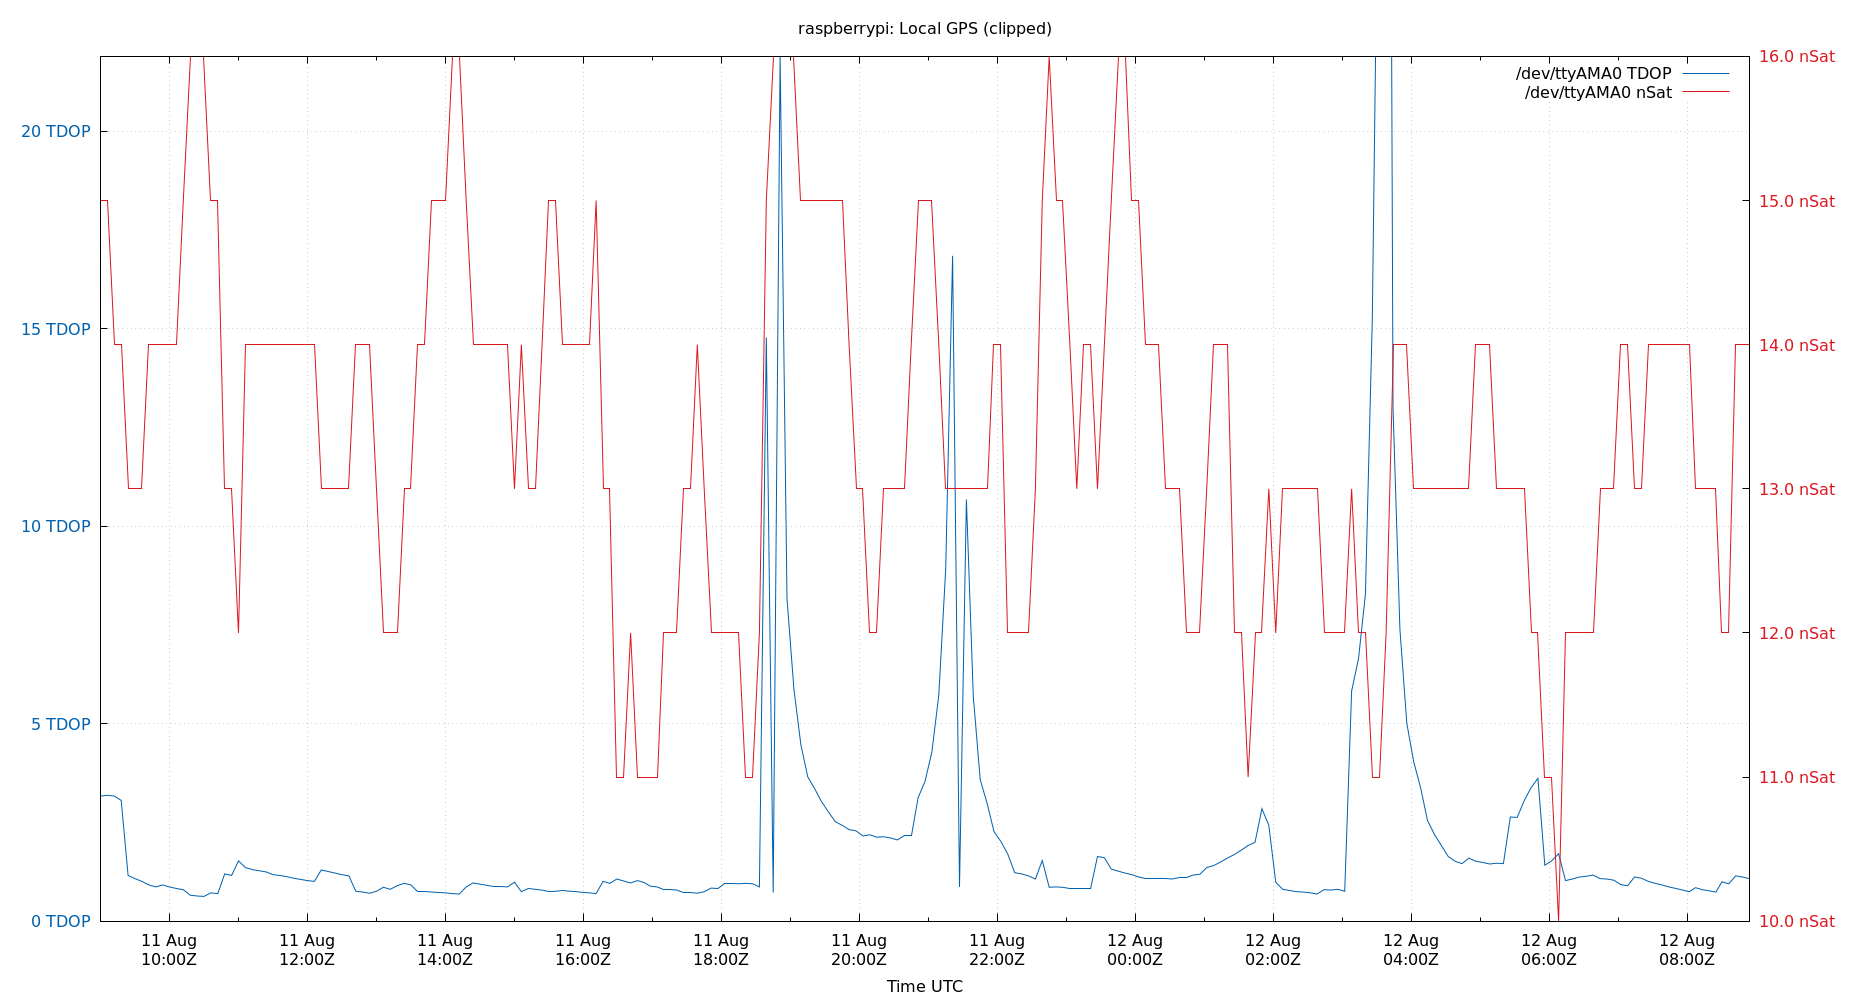 raspberrypi: Local GPS (clipped)
16.0 nSat
/dev/ttyAMA0 TDOP
/dev/ttyAMA0 nSat
20 TDOP
15.0 nSat
15 TDOP
14.0 nSat
13.0 nSat
10 TDOP
12.0 nSat
5 TDOP
11.0 nSat
0 TDOP
10.0 nSat
11 Aug 11 Aug 11 Aug 11 Aug 11 Aug 11 Aug 11 Aug 12 Aug 12 Aug 12 Aug 12 Aug 12 Aug
10:00Z 12:00Z 14:00Z 16:00Z 18:00Z 20:00Z 22:00Z 00:00Z 02:00Z 04:00Z 06:00Z 08:00Z
Time UTC